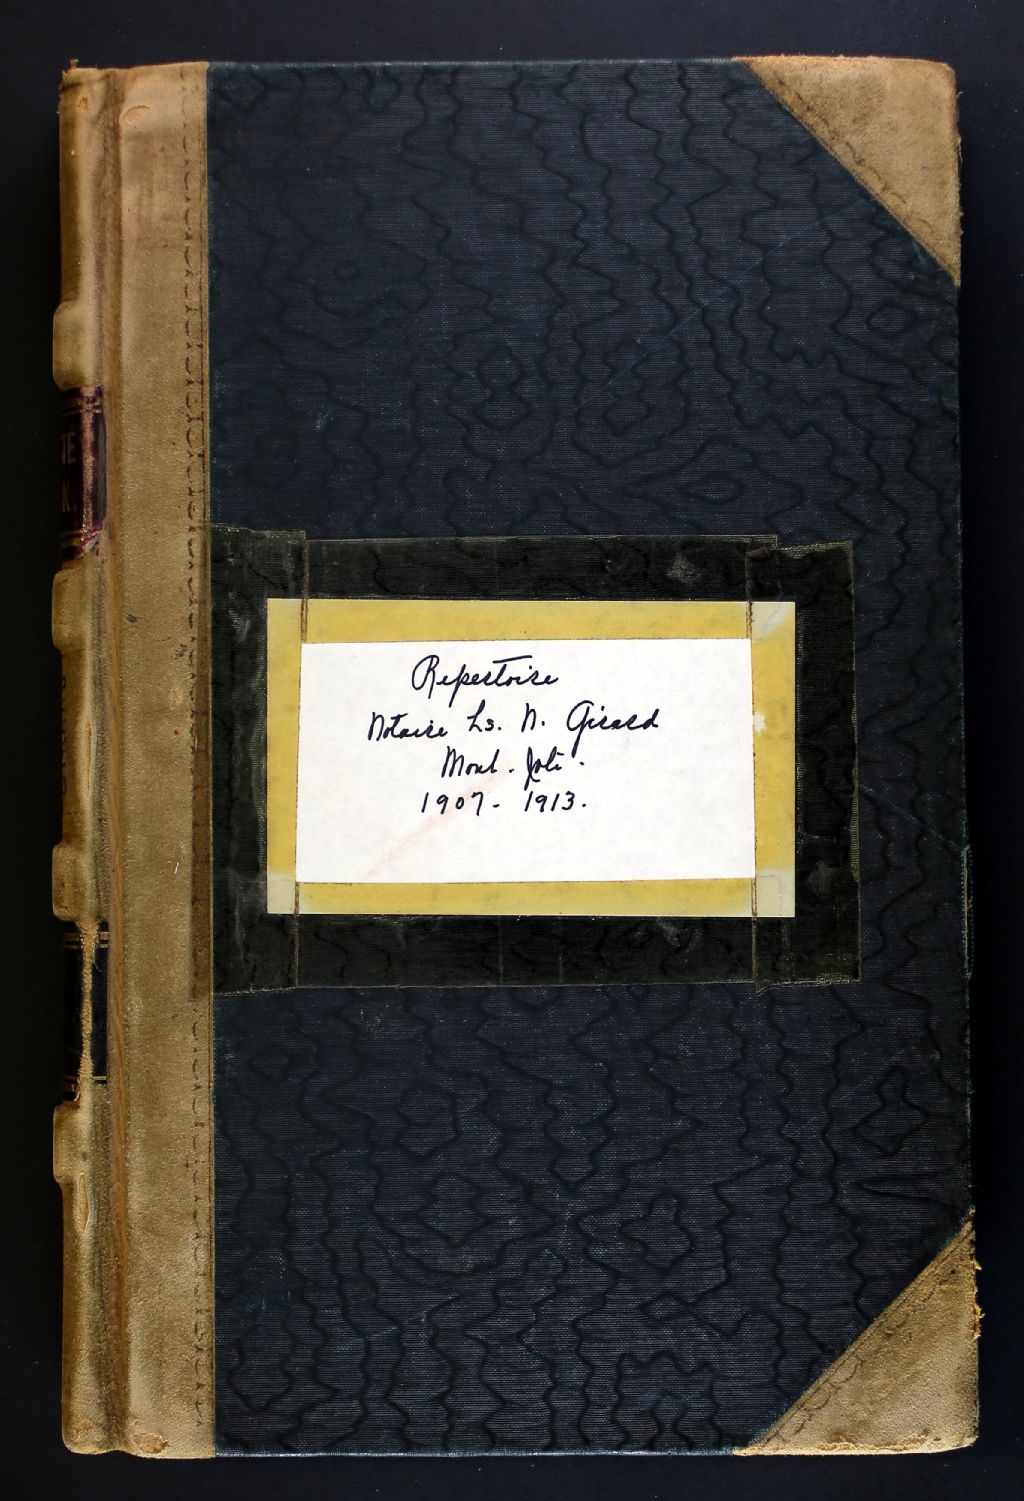 Repertoire
Notaire Ls. N. Girard
Mont-Joli.
1907- 1913.